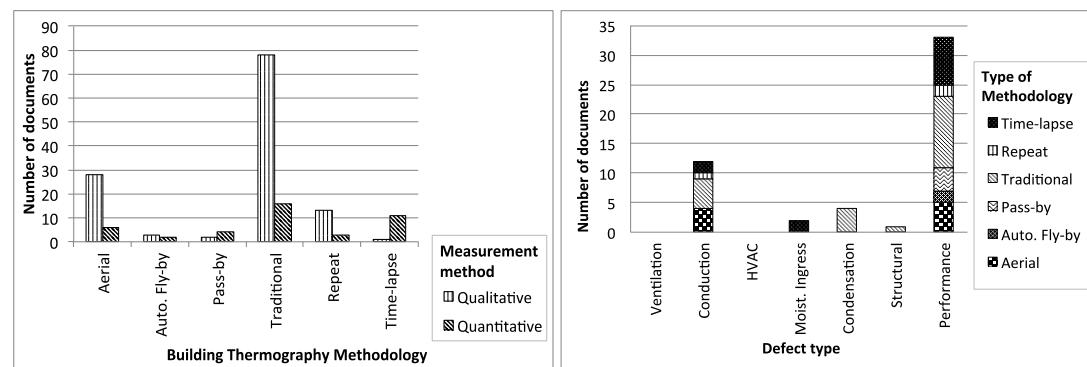 Number of documents
90
80
70
60
50
40
30
20
10
0
Aerial
Auto. Fly-by
Pass-by
Traditional
Repeat
Time-lapse
Building Thermography Methodology
Measurement
method
Qualitative
Quantitative
Number of documents
35
30
25
20
15
10
5
0
Ventilation
Conduction
HVAC
Moist. Ingress
Condensation
Structural
Performance
Defect type
Type of
Methodology
Time-lapse
Repeat
Traditional
Pass-by
Auto. Fly-by
Aerial